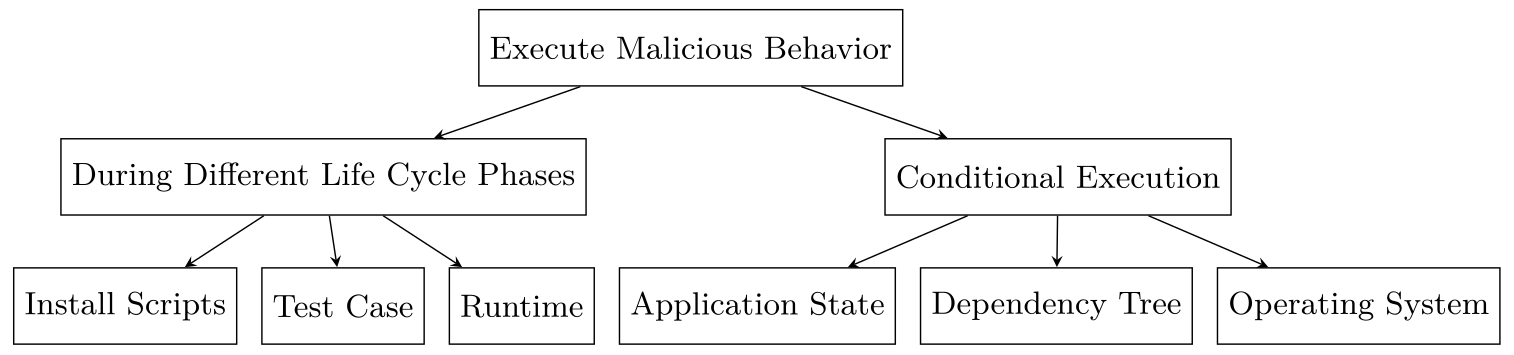 Execute Malicious Behavior
During Different Life Cycle Phases
Conditional Execution
Install Scripts
Test Case
Runtime
Application State
Dependency Tree
Operating System